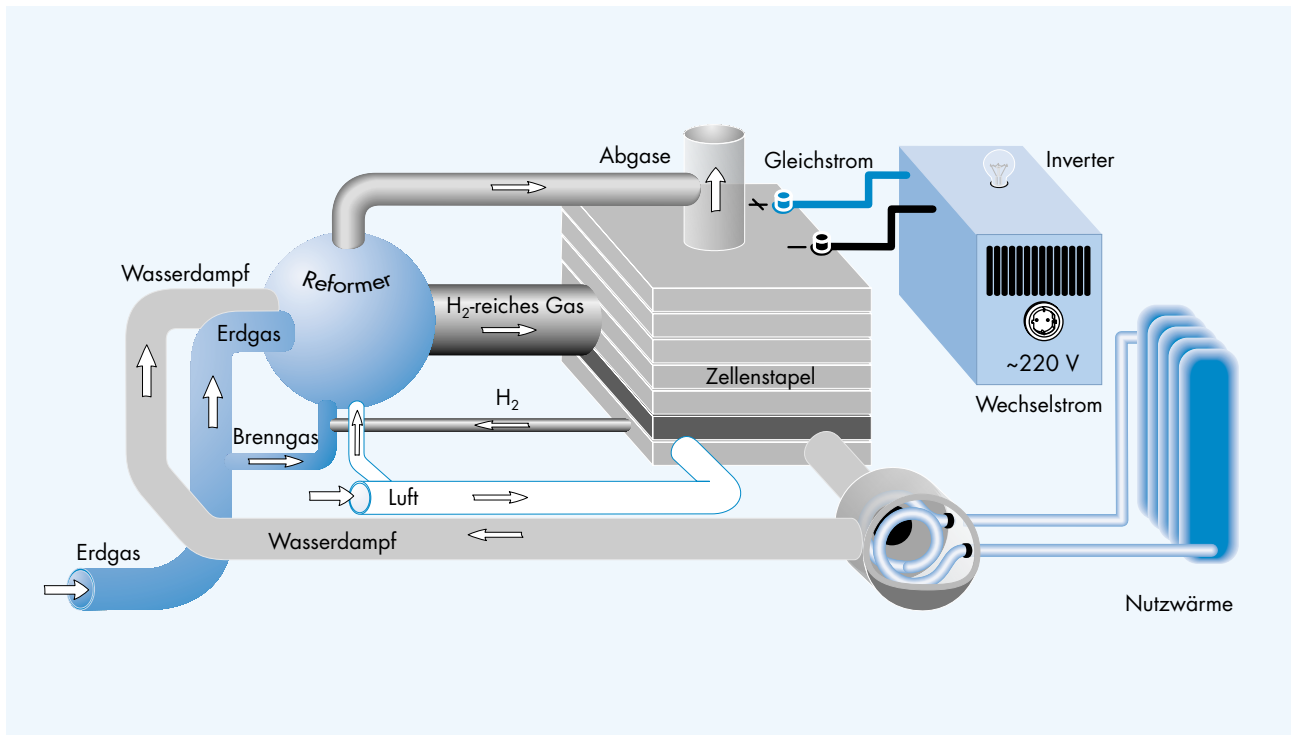 Abgase
Gleichstrom
Inverter
Wasserdampf
Reformer
+
–
H₂-reiches Gas
Erdgas
~220 V
Zellenstapel
H₂
Wechselstrom
Brenngas
Luft
Wasserdampf
Erdgas
Nutzwärme